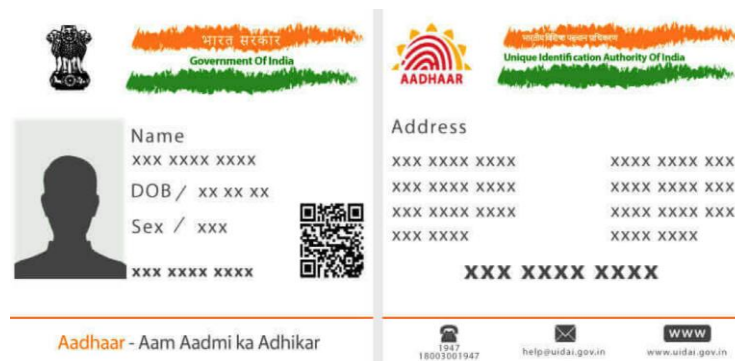 भारत सरकार
Government Of India
Name
xxx xxxx xxxx
DOB / xx xx xx
Sex / xxx
xxx xxxx xxxx
Aadhaar - Aam Aadmi ka Adhikar
भारतीय विशिष्ट पहचान प्राधिकरण
Unique Identification Authority Of India
AADHAAR
Address
xxx xxxx xxxx xxxx xxxx xxx
xxx xxxx xxxx xxxx xxxx xxx
xxx xxxx xxxx xxxx xxxx xxx
xxx xxxx xxxx xxxx
xxx xxxx xxxx
1947
18003001947
help@uidai.gov.in
www
www.uidai.gov.in